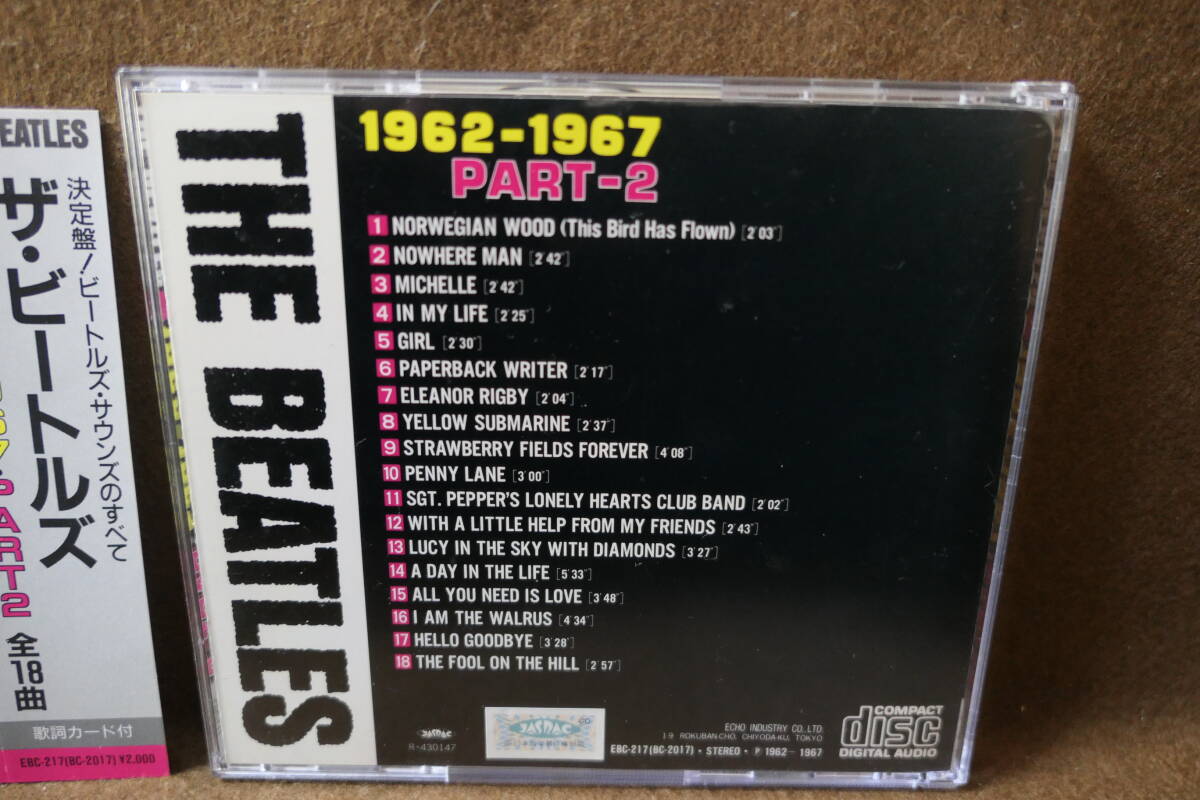 EATLES
決定盤!ビートルズ・サウンズのすべて
ザ・ビートルズ
67・PART2
全18曲
歌詞カード付
EBC-217(BC-2017) ¥2,000
THE BEATLES
1962-1967
PART-2
1 NORWEGIAN WOOD (This Bird Has Flown) [2'03"]
2 NOWHERE MAN [2'42"]
3 MICHELLE [2'42"]
4 IN MY LIFE [2'25"]
5 GIRL [2'30"]
6 PAPERBACK WRITER [2'17"]
7 ELEANOR RIGBY [2'04"]
8 YELLOW SUBMARINE [2'37"]
9 STRAWBERRY FIELDS FOREVER [4'08"]
10 PENNY LANE [3'00"]
11 SGT. PEPPER'S LONELY HEARTS CLUB BAND [2'02"]
12 WITH A LITTLE HELP FROM MY FRIENDS [2'43"]
13 LUCY IN THE SKY WITH DIAMONDS [3'27"]
14 A DAY IN THE LIFE [5'33"]
15 ALL YOU NEED IS LOVE [3'48"]
16 I AM THE WALRUS [4'34"]
17 HELLO GOODBYE [3'28"]
18 THE FOOL ON THE HILL [2'57"]
JASRAC
R-430147
JASRAC
ECHO INDUSTRY CO. LTD.
1-9 ROKUBANCHO, CHIYODA-KU, TOKYO
EBC-217(BC-2017) • STEREO • ℗ 1962-1967
COMPACT
disc
DIGITAL AUDIO